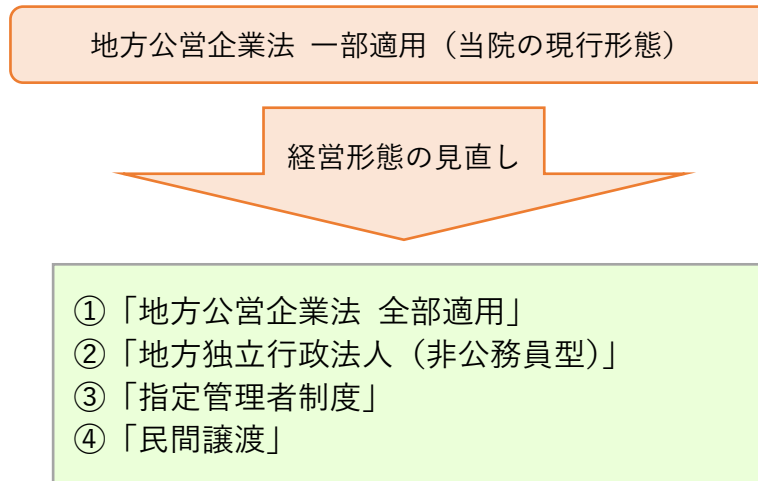 地方公営企業法 一部適用（当院の現行形態）
経営形態の見直し
①「地方公営企業法 全部適用」
②「地方独立行政法人（非公務員型）」
③「指定管理者制度」
④「民間譲渡」